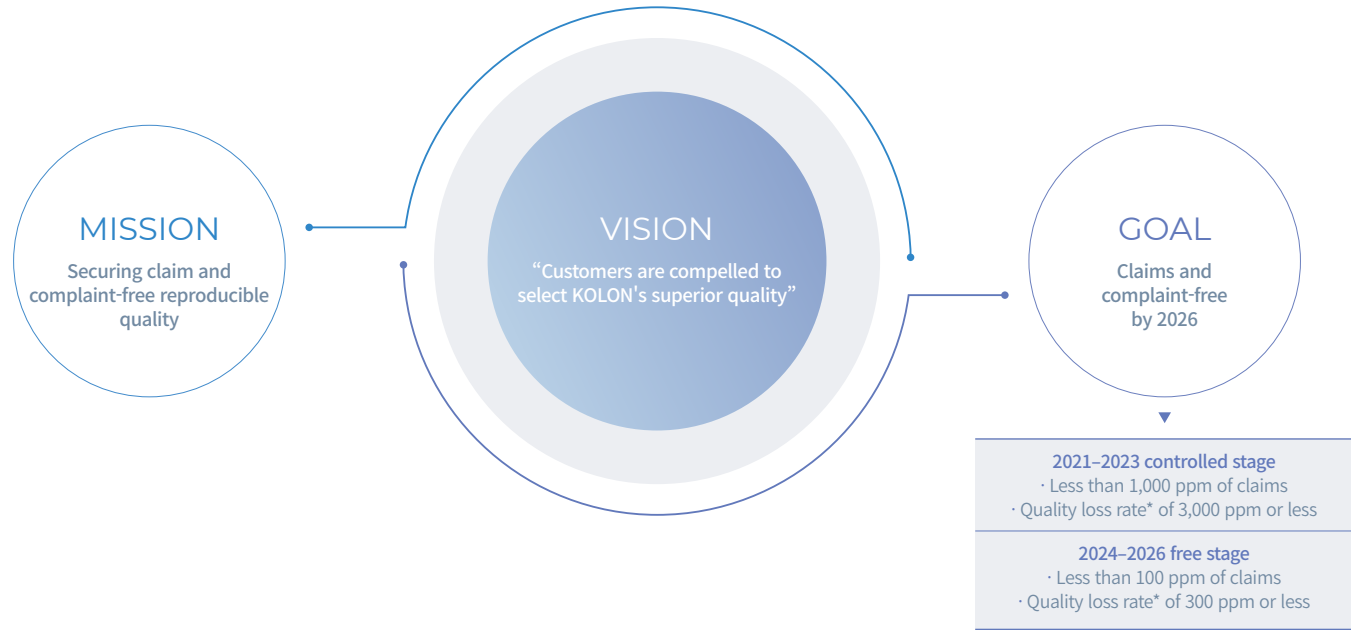 MISSION
Securing claim and
complaint-free reproducible
quality
VISION
“Customers are compelled to
select KOLON's superior quality”
GOAL
Claims and
complaint-free
by 2026
2021–2023 controlled stage
· Less than 1,000 ppm of claims
· Quality loss rate* of 3,000 ppm or less
2024–2026 free stage
· Less than 100 ppm of claims
· Quality loss rate* of 300 ppm or less